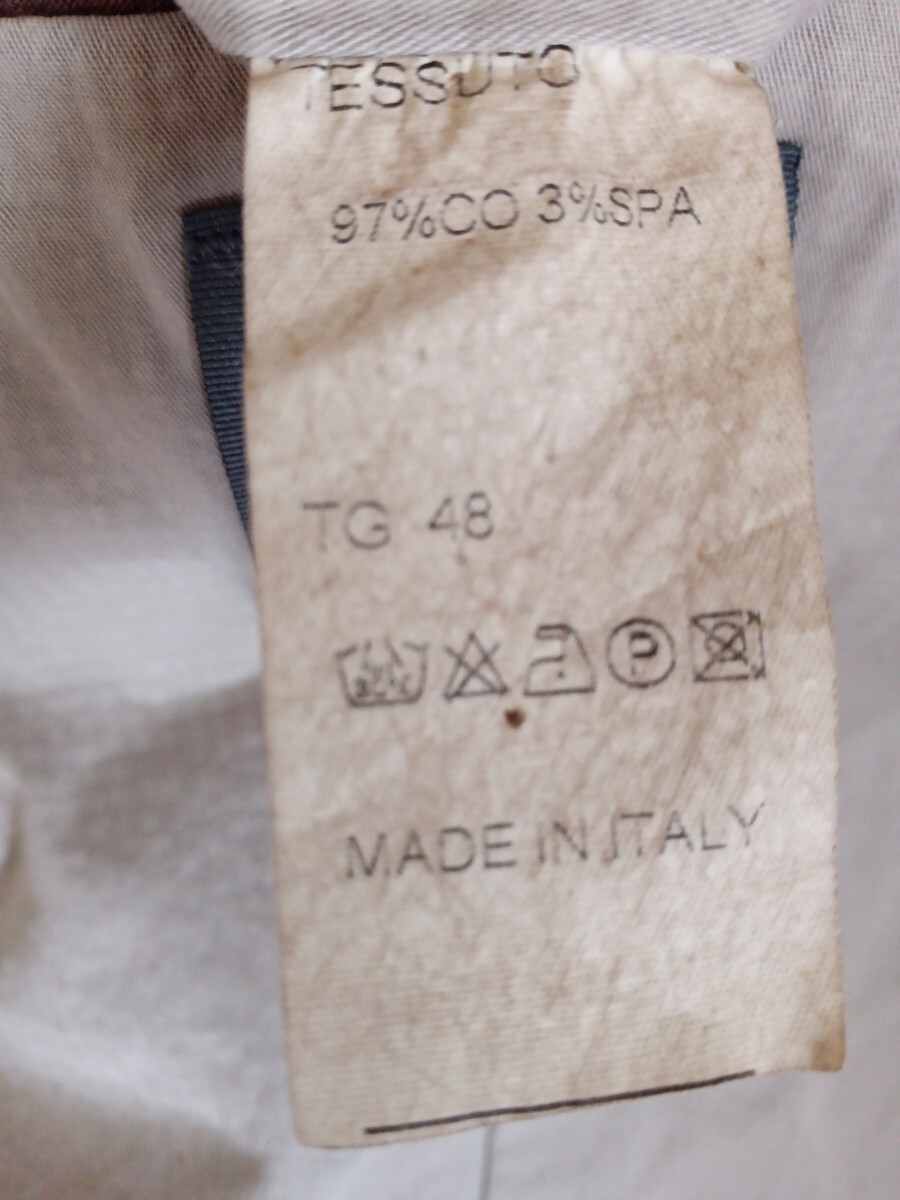 TESSUTO
97%CO 3%SPA
TG 48
P
MADE IN ITALY